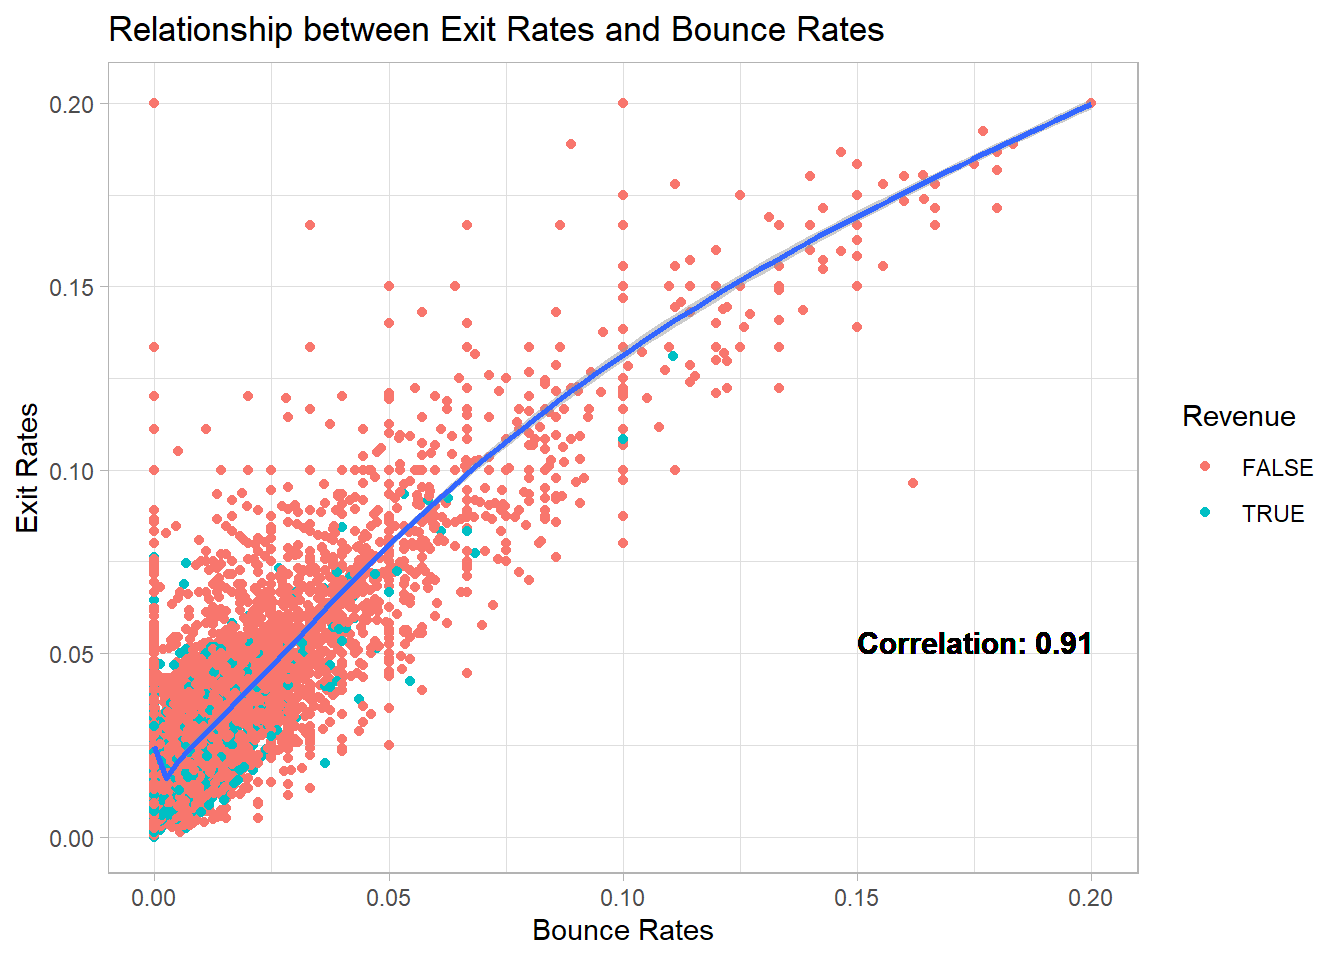 Relationship between Exit Rates and Bounce Rates
0.20
0.15
0.10
0.05
0.00
Exit Rates
Correlation: 0.91
0.00 0.05 0.10 0.15 0.20
Bounce Rates
Revenue
FALSE
TRUE